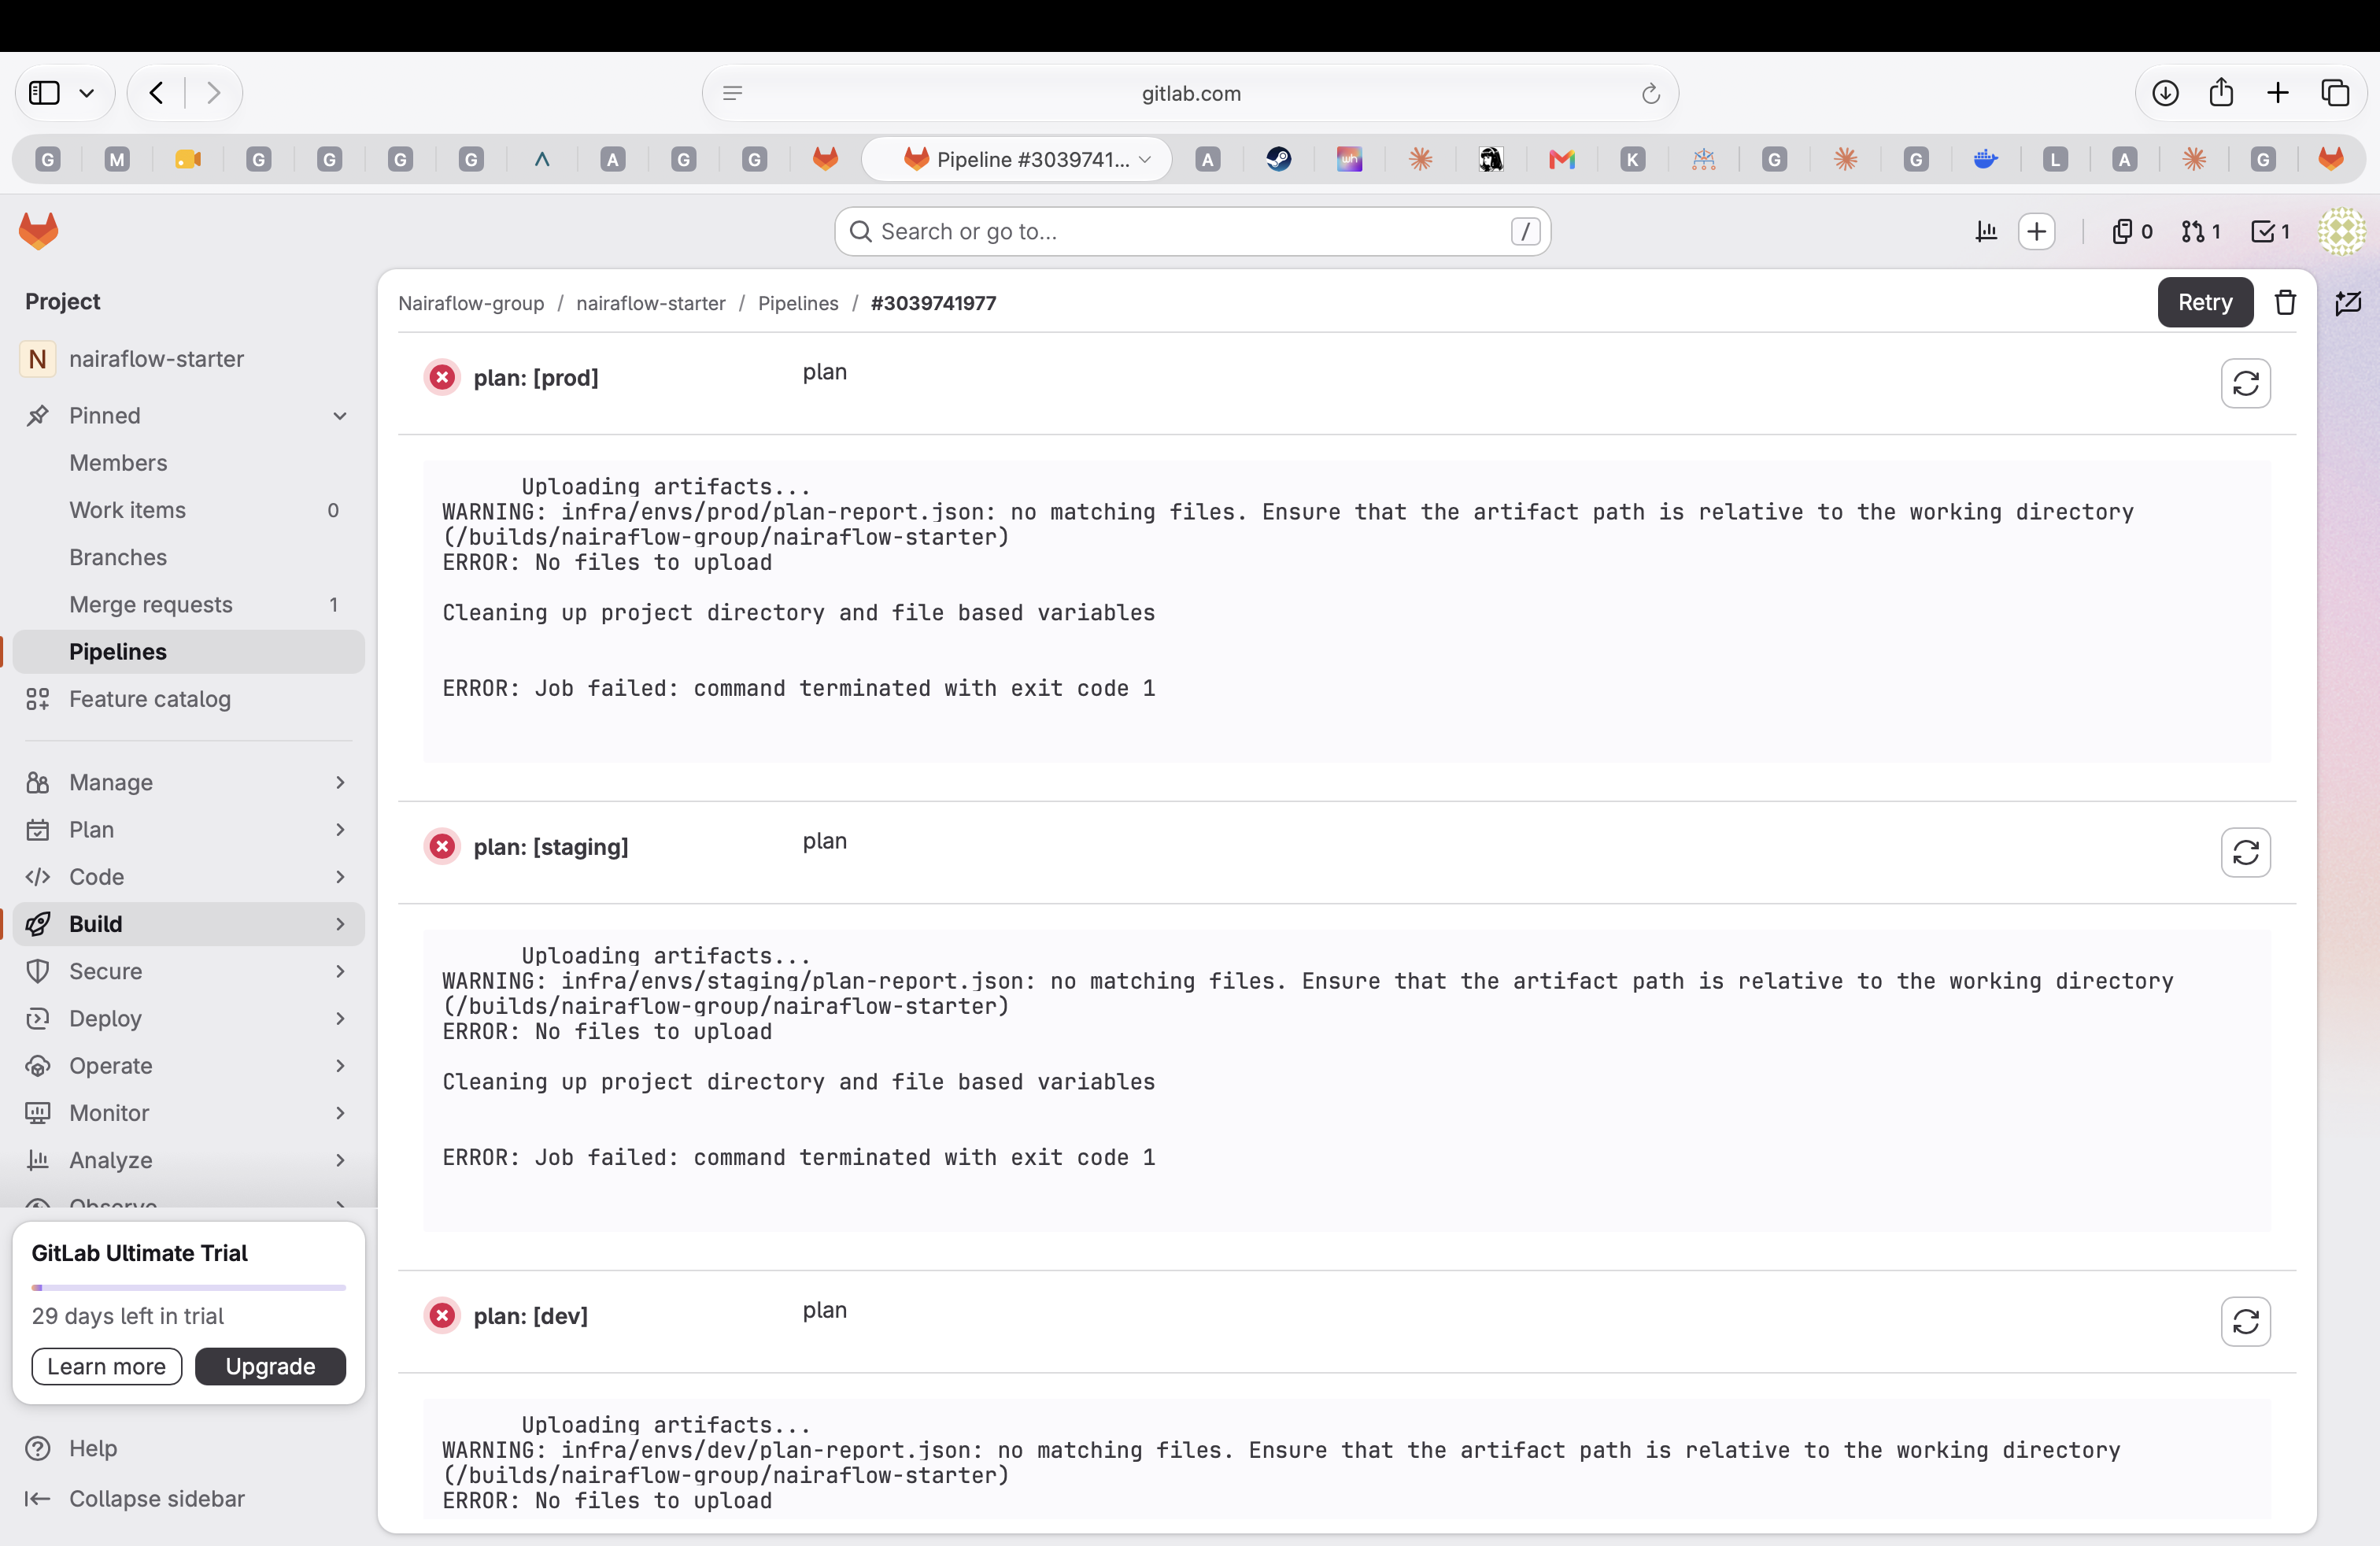 gitlab.com
G
M
G
G
G
G
A
G
G
Pipeline #3039741...
A
wh
K
G
G
L
A
G
Search or go to...
/
0
1
1
Project
N
nairaflow-starter
Pinned
Members
Work items
0
Branches
Merge requests
1
Pipelines
Feature catalog
Manage
Plan
Code
Build
Secure
Deploy
Operate
Monitor
Analyze
Observe
GitLab Ultimate Trial
29 days left in trial
Learn more
Upgrade
Help
Collapse sidebar
Nairaflow-group / nairaflow-starter / Pipelines / #3039741977
Retry
plan: [prod]
plan
Uploading artifacts...
WARNING: infra/envs/prod/plan-report.json: no matching files. Ensure that the artifact path is relative to the working directory
(/builds/nairaflow-group/nairaflow-starter)
ERROR: No files to upload
Cleaning up project directory and file based variables
ERROR: Job failed: command terminated with exit code 1
plan: [staging]
plan
Uploading artifacts...
WARNING: infra/envs/staging/plan-report.json: no matching files. Ensure that the artifact path is relative to the working directory
(/builds/nairaflow-group/nairaflow-starter)
ERROR: No files to upload
Cleaning up project directory and file based variables
ERROR: Job failed: command terminated with exit code 1
plan: [dev]
plan
Uploading artifacts...
WARNING: infra/envs/dev/plan-report.json: no matching files. Ensure that the artifact path is relative to the working directory
(/builds/nairaflow-group/nairaflow-starter)
ERROR: No files to upload